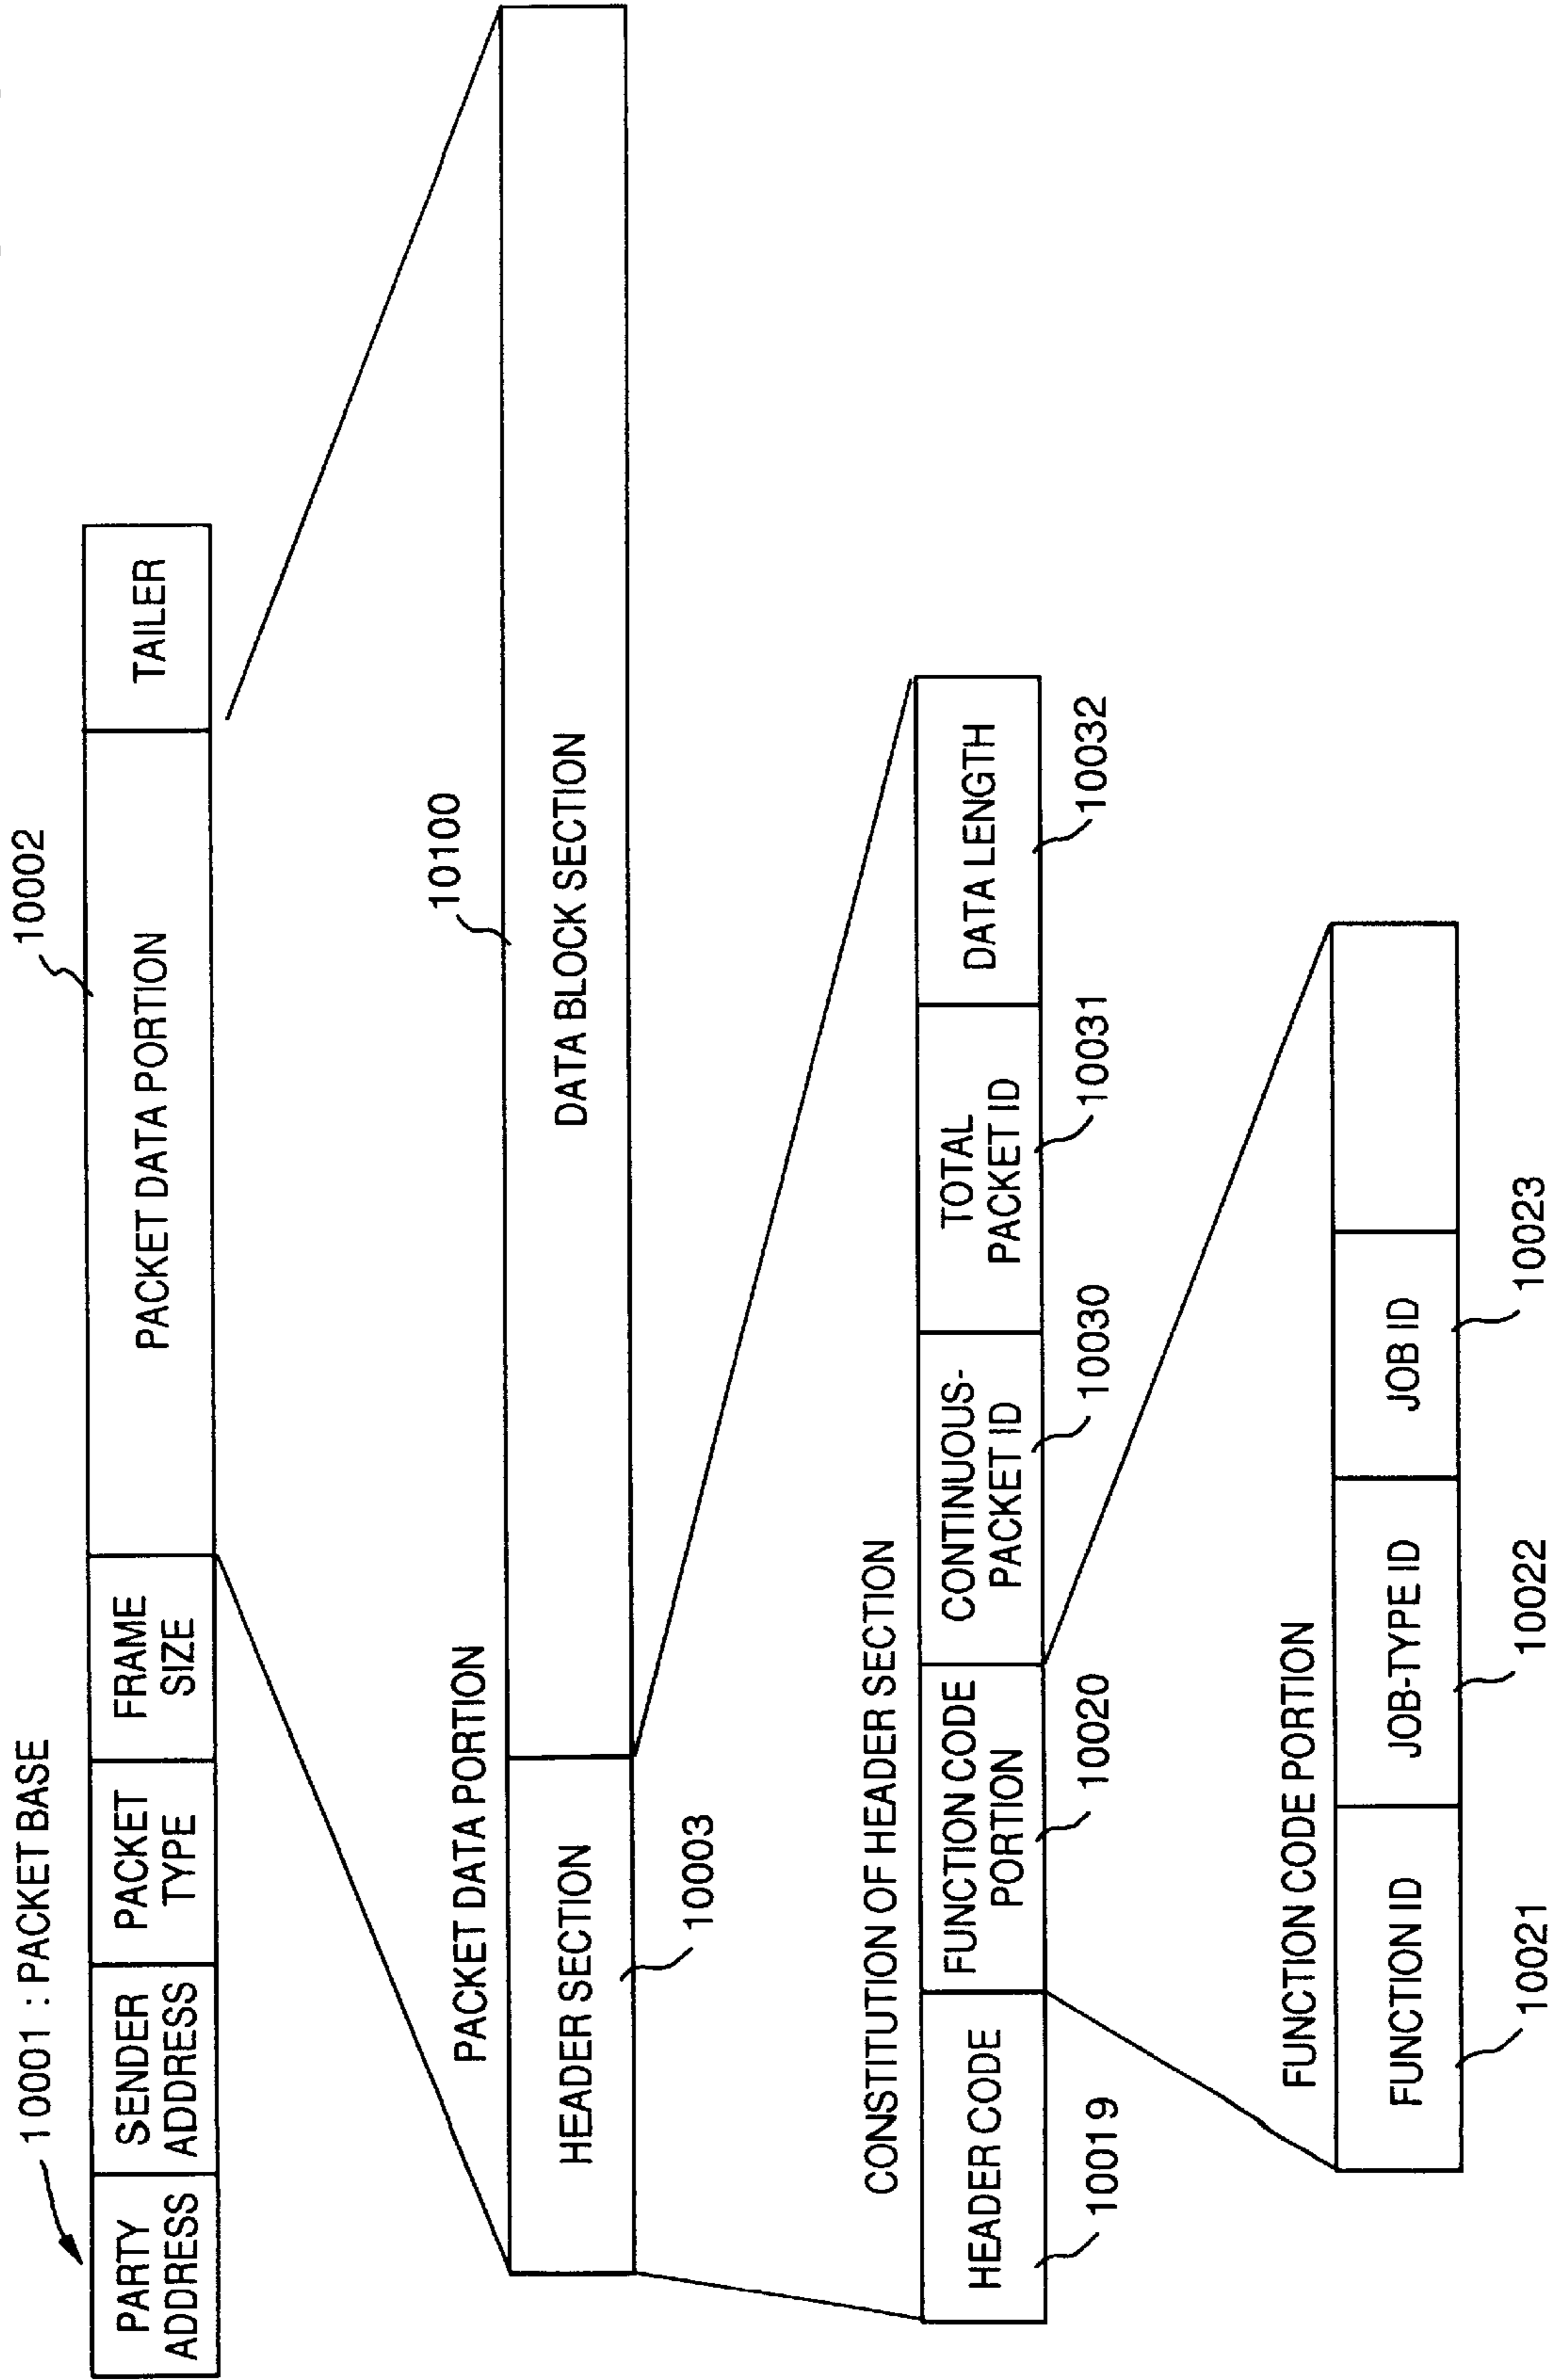 10001 : PACKET BASE
10002
PARTY
ADDRESS
SENDER
ADDRESS
PACKET
TYPE
FRAME
SIZE
PACKET DATA PORTION
TAILER
PACKET DATA PORTION
10100
HEADER SECTION
DATA BLOCK SECTION
10003
CONSTITUTION OF HEADER SECTION
HEADER CODE
FUNCTION CODE
PORTION
CONTINUOUS-
PACKET ID
TOTAL
PACKET ID
DATA LENGTH
10019
10020
10030
10031
10032
FUNCTION CODE PORTION
FUNCTION ID
JOB-TYPE ID
JOB ID
10021
10022
10023